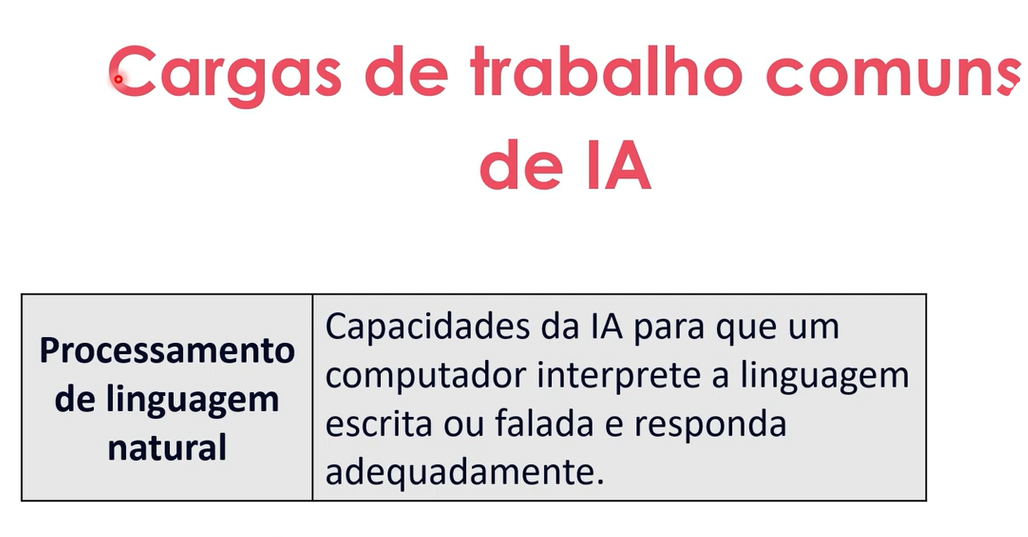 Cargas de trabalho comuns
de IA
Processamento
de linguagem
natural
Capacidades da IA para que um
computador interprete a linguagem
escrita ou falada e responda
adequadamente.